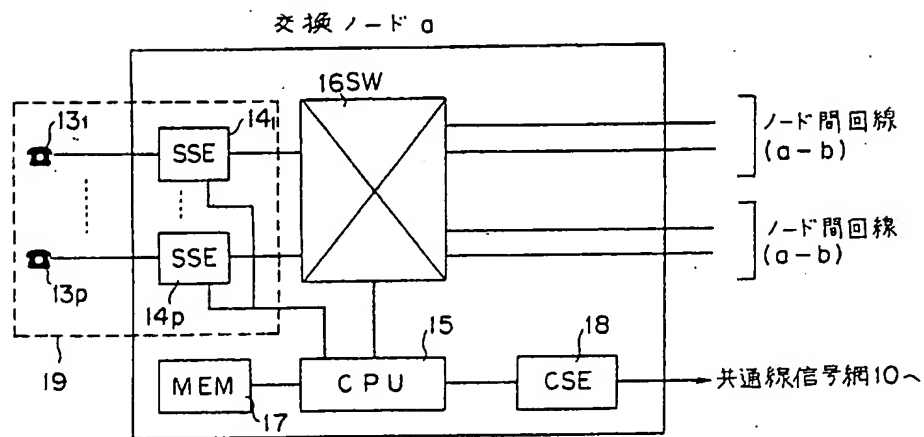 交換ノード a
16SW
13₁
14₁
SSE
ノード間回線
(a-b)
SSE
ノード間回線
(a-b)
13p
14p
15
18
19
MEM
CPU
CSE
共通線信号網10へ
17